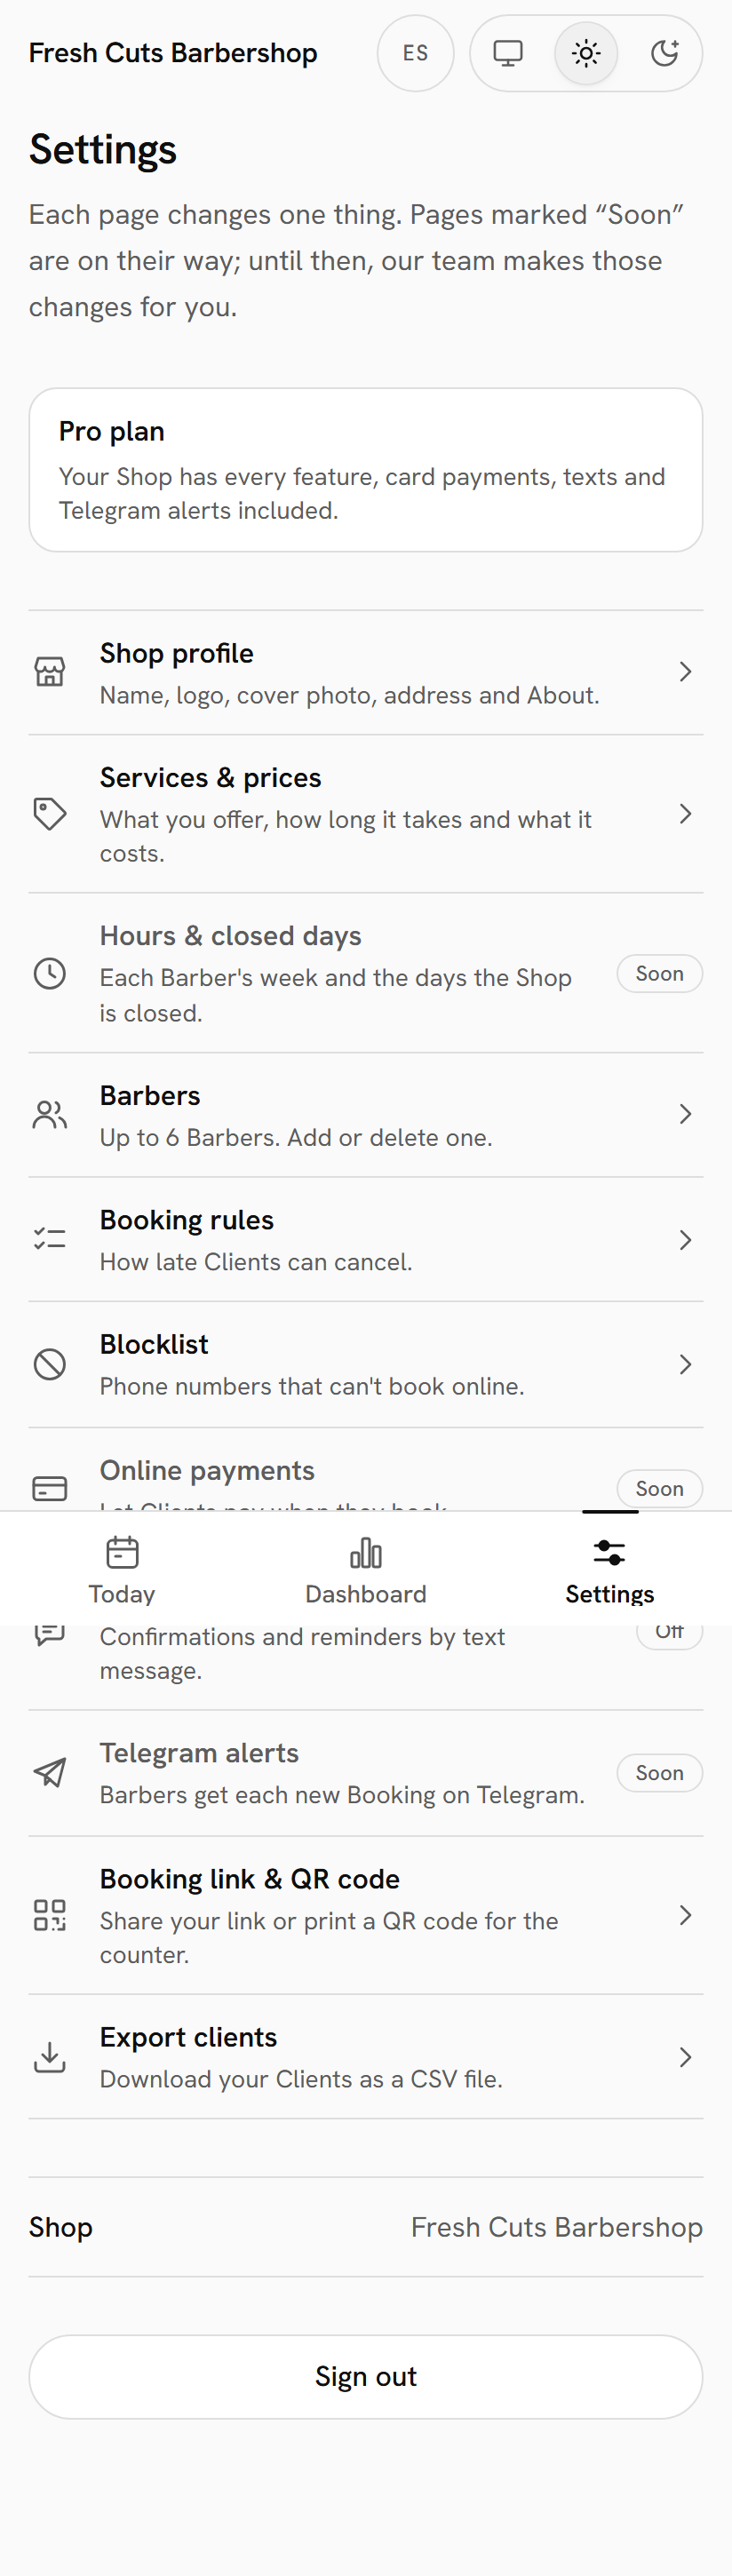 Fresh Cuts Barbershop
ES
Settings
Each page changes one thing. Pages marked “Soon”
are on their way; until then, our team makes those
changes for you.
Pro plan
Your Shop has every feature, card payments, texts and
Telegram alerts included.
Shop profile
Name, logo, cover photo, address and About.
Services & prices
What you offer, how long it takes and what it
costs.
Hours & closed days
Each Barber's week and the days the Shop
is closed.
Soon
Barbers
Up to 6 Barbers. Add or delete one.
Booking rules
How late Clients can cancel.
Blocklist
Phone numbers that can't book online.
Online payments
Let Clients pay when they book
Soon
Today
Dashboard
Settings
Confirmations and reminders by text
message.
Off
Telegram alerts
Barbers get each new Booking on Telegram.
Soon
Booking link & QR code
Share your link or print a QR code for the
counter.
Export clients
Download your Clients as a CSV file.
Shop
Fresh Cuts Barbershop
Sign out